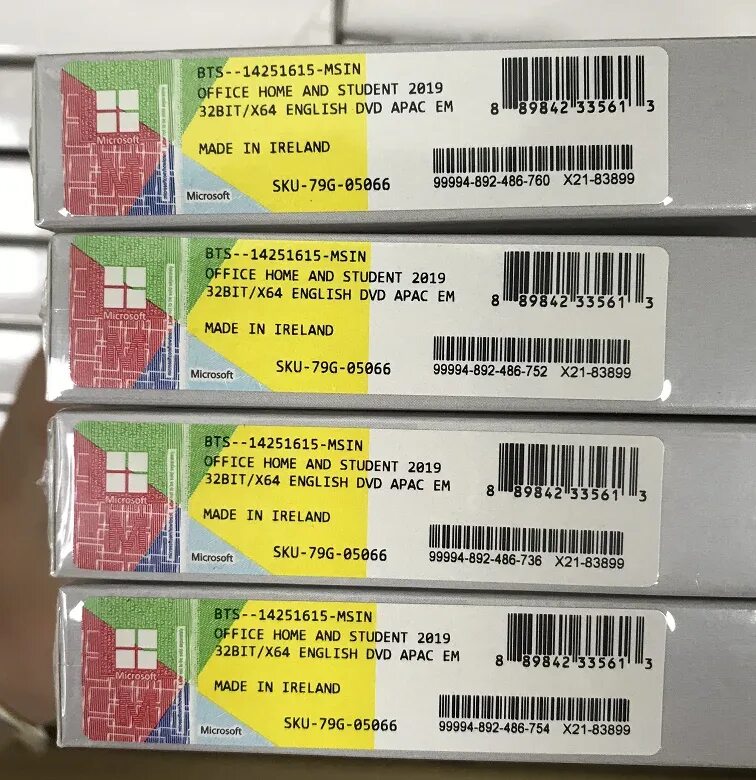 BTS--14251615-MSIN
OFFICE HOME AND STUDENT 2019
32BIT/X64 ENGLISH DVD APAC EM
8 89842 33561 3
Microsoft
MADE IN IRELAND
99994-892-486-760 X21-83899
SKU-79G-05066
Microsoft
BTS--14251615-MSIN
OFFICE HOME AND STUDENT 2019
32BIT/X64 ENGLISH DVD APAC EM
8 89842 33561 3
Microsoft
MADE IN IRELAND
99994-892-486-752 X21-83899
SKU-79G-05066
Microsoft
BTS--14251615-MSIN
OFFICE HOME AND STUDENT 2019
32BIT/X64 ENGLISH DVD APAC EM
8 89842 33561 3
Microsoft
MADE IN IRELAND
99994-892-486-736 X21-83899
SKU-79G-05066
Microsoft
BTS--14251615-MSIN
OFFICE HOME AND STUDENT 2019
32BIT/X64 ENGLISH DVD APAC EM
8 89842 33561 3
Microsoft
MADE IN IRELAND
99994-892-486-754 X21-83899
SKU-79G-05066
Microsoft